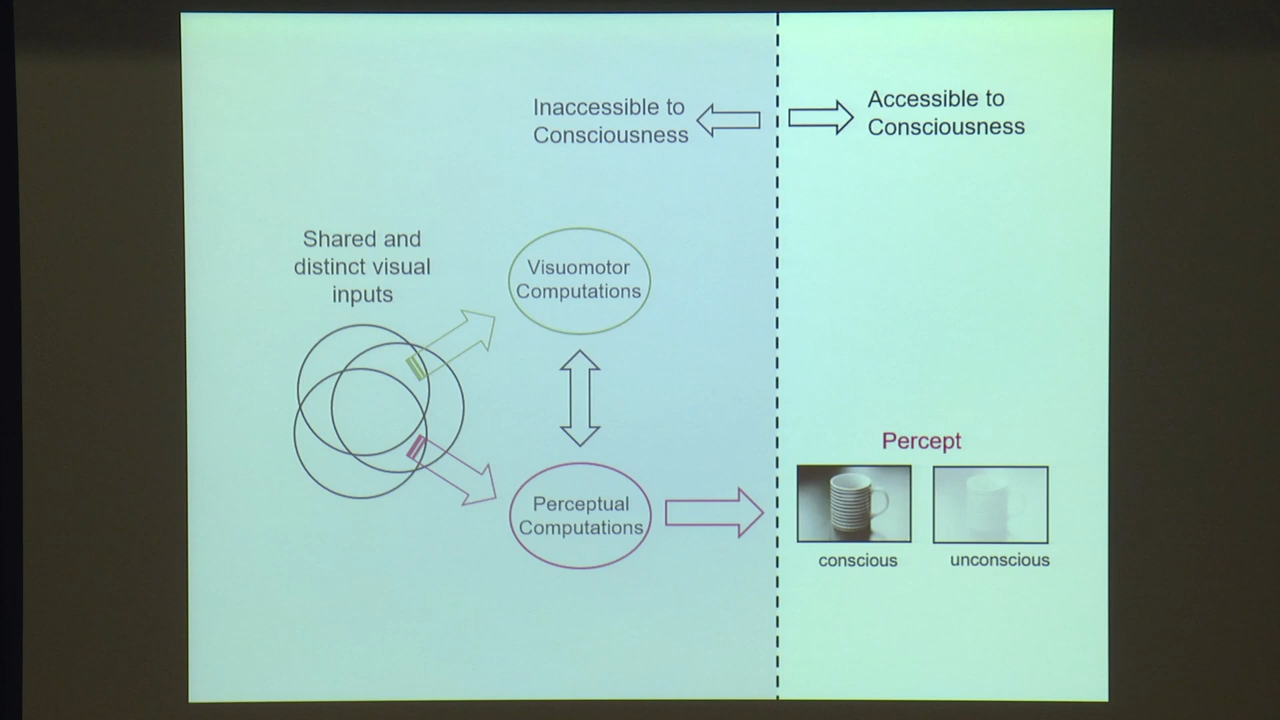 Inaccessible to
Consciousness
Accessible to
Consciousness
Shared and
distinct visual
inputs
Visuomotor
Computations
Perceptual
Computations
Percept
conscious
unconscious